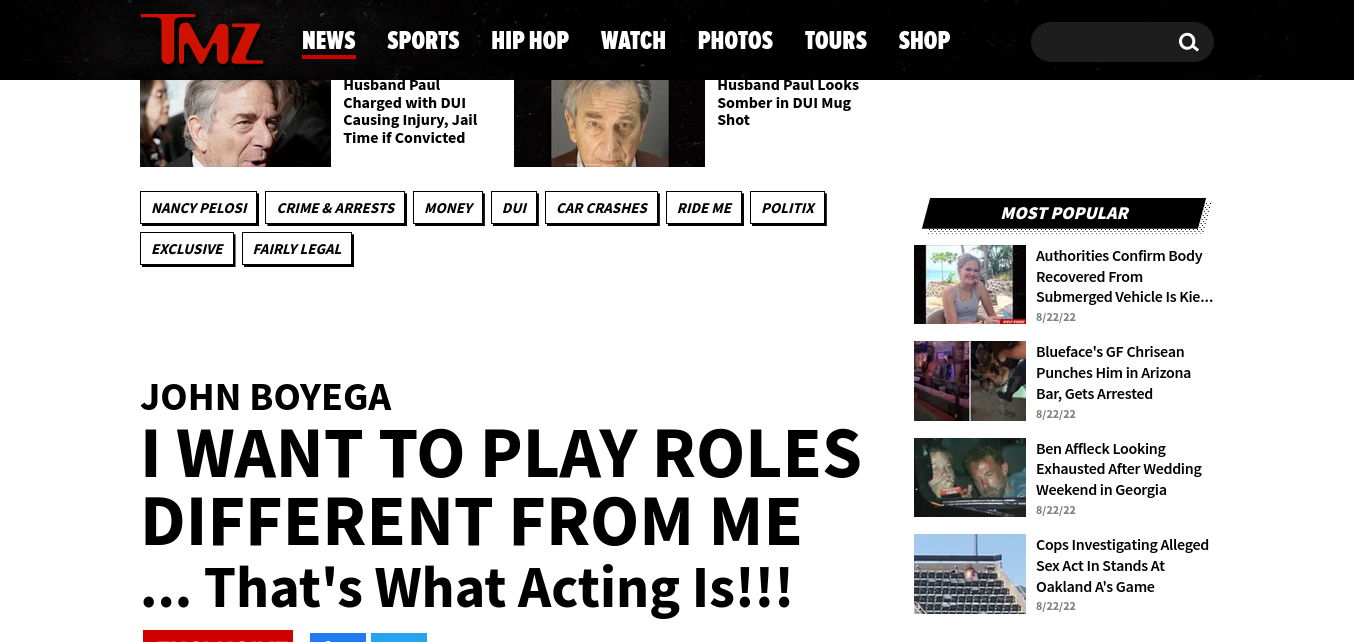 TMZ
NEWS SPORTS HIP HOP WATCH PHOTOS TOURS SHOP
Husband Paul
Charged with DUI
Causing Injury, Jail
Time if Convicted
Husband Paul Looks
Somber in DUI Mug
Shot
NANCY PELOSI CRIME & ARRESTS MONEY DUI CAR CRASHES RIDE ME POLITIX
EXCLUSIVE FAIRLY LEGAL
JOHN BOYEGA
I WANT TO PLAY ROLES
DIFFERENT FROM ME
... That's What Acting Is!!!
MOST POPULAR
Authorities Confirm Body
Recovered From
Submerged Vehicle Is Kie...
8/22/22
Blueface's GF Chrisean
Punches Him in Arizona
Bar, Gets Arrested
8/22/22
Ben Affleck Looking
Exhausted After Wedding
Weekend in Georgia
8/22/22
Cops Investigating Alleged
Sex Act In Stands At
Oakland A's Game
8/22/22